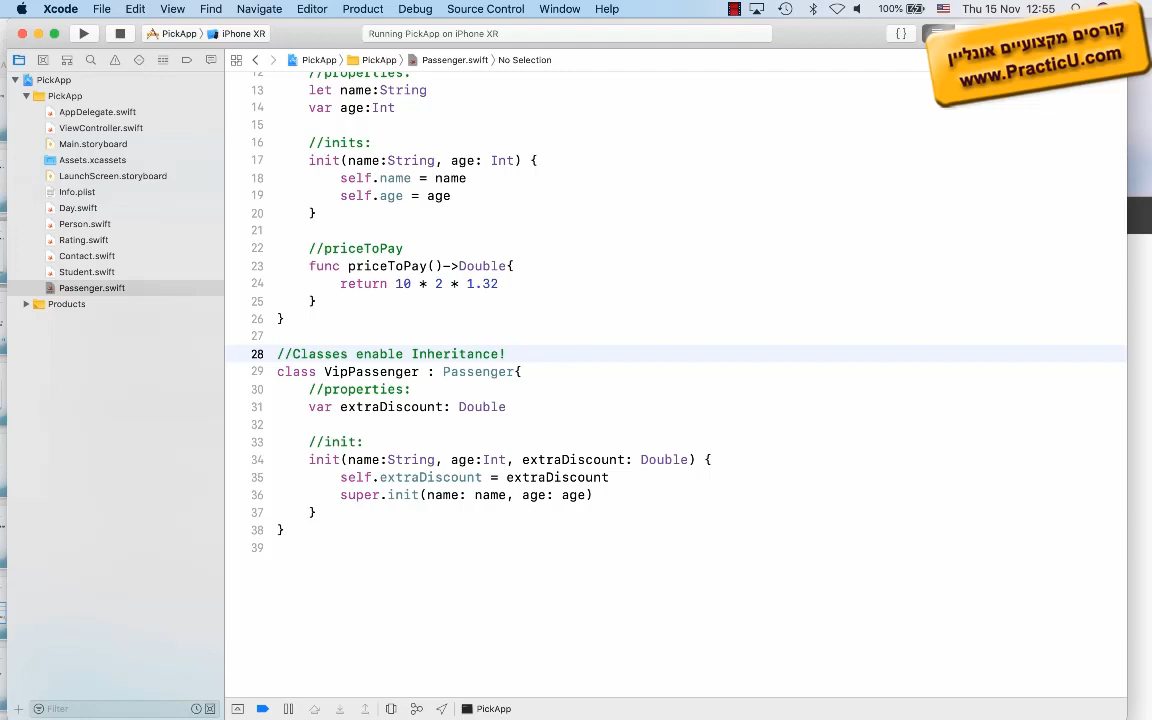 Xcode File Edit View Find Navigate Editor Product Debug Source Control Window Help 100% Thu 15 Nov 12:55
PickApp iPhone XR Running PickApp on iPhone XR { }
קורסים מקצועיים אונליין
www.PracticU.com
PickApp PickApp Passenger.swift No Selection
PickApp
PickApp
AppDelegate.swift
ViewController.swift
Main.storyboard
Assets.xcassets
LaunchScreen.storyboard
Info.plist
Day.swift
Person.swift
Rating.swift
Contact.swift
Student.swift
Passenger.swift
Products
12 //properties:
13 let name:String
14 var age:Int
15
16 //inits:
17 init(name:String, age: Int) {
18 self.name = name
19 self.age = age
20 }
21
22 //priceToPay
23 func priceToPay()->Double{
24 return 10 * 2 * 1.32
25 }
26 }
27
28 //Classes enable Inheritance!
29 class VipPassenger : Passenger{
30 //properties:
31 var extraDiscount: Double
32
33 //init:
34 init(name:String, age:Int, extraDiscount: Double) {
35 self.extraDiscount = extraDiscount
36 super.init(name: name, age: age)
37 }
38 }
39
Filter
PickApp